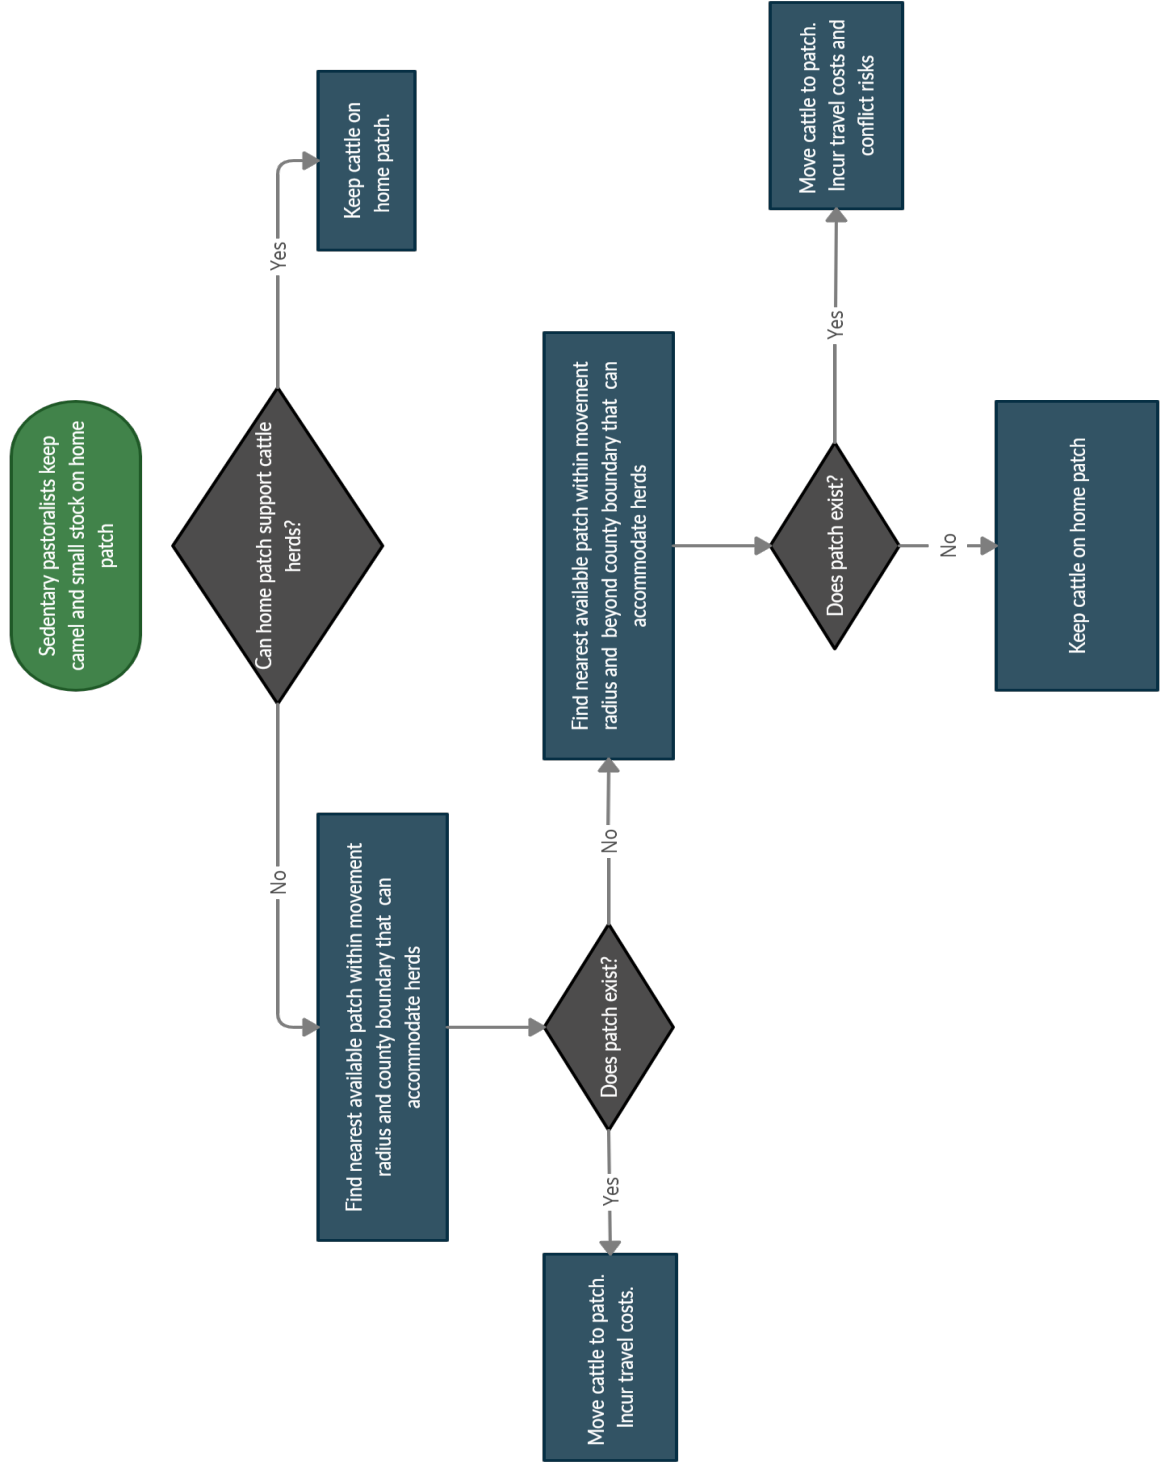 Sedentary pastoralists keep
camel and small stock on home
patch
Can home patch support cattle
herds?
No
Yes
Find nearest available patch within movement
radius and county boundary that can
accommodate herds
Keep cattle on
home patch.
Does patch exist?
Yes
No
Move cattle to patch.
Incur travel costs.
Find nearest available patch within movement
radius and beyond county boundary that can
accommodate herds
Does patch exist?
Yes
Move cattle to patch.
Incur travel costs and
conflict risks
No
Keep cattle on home patch